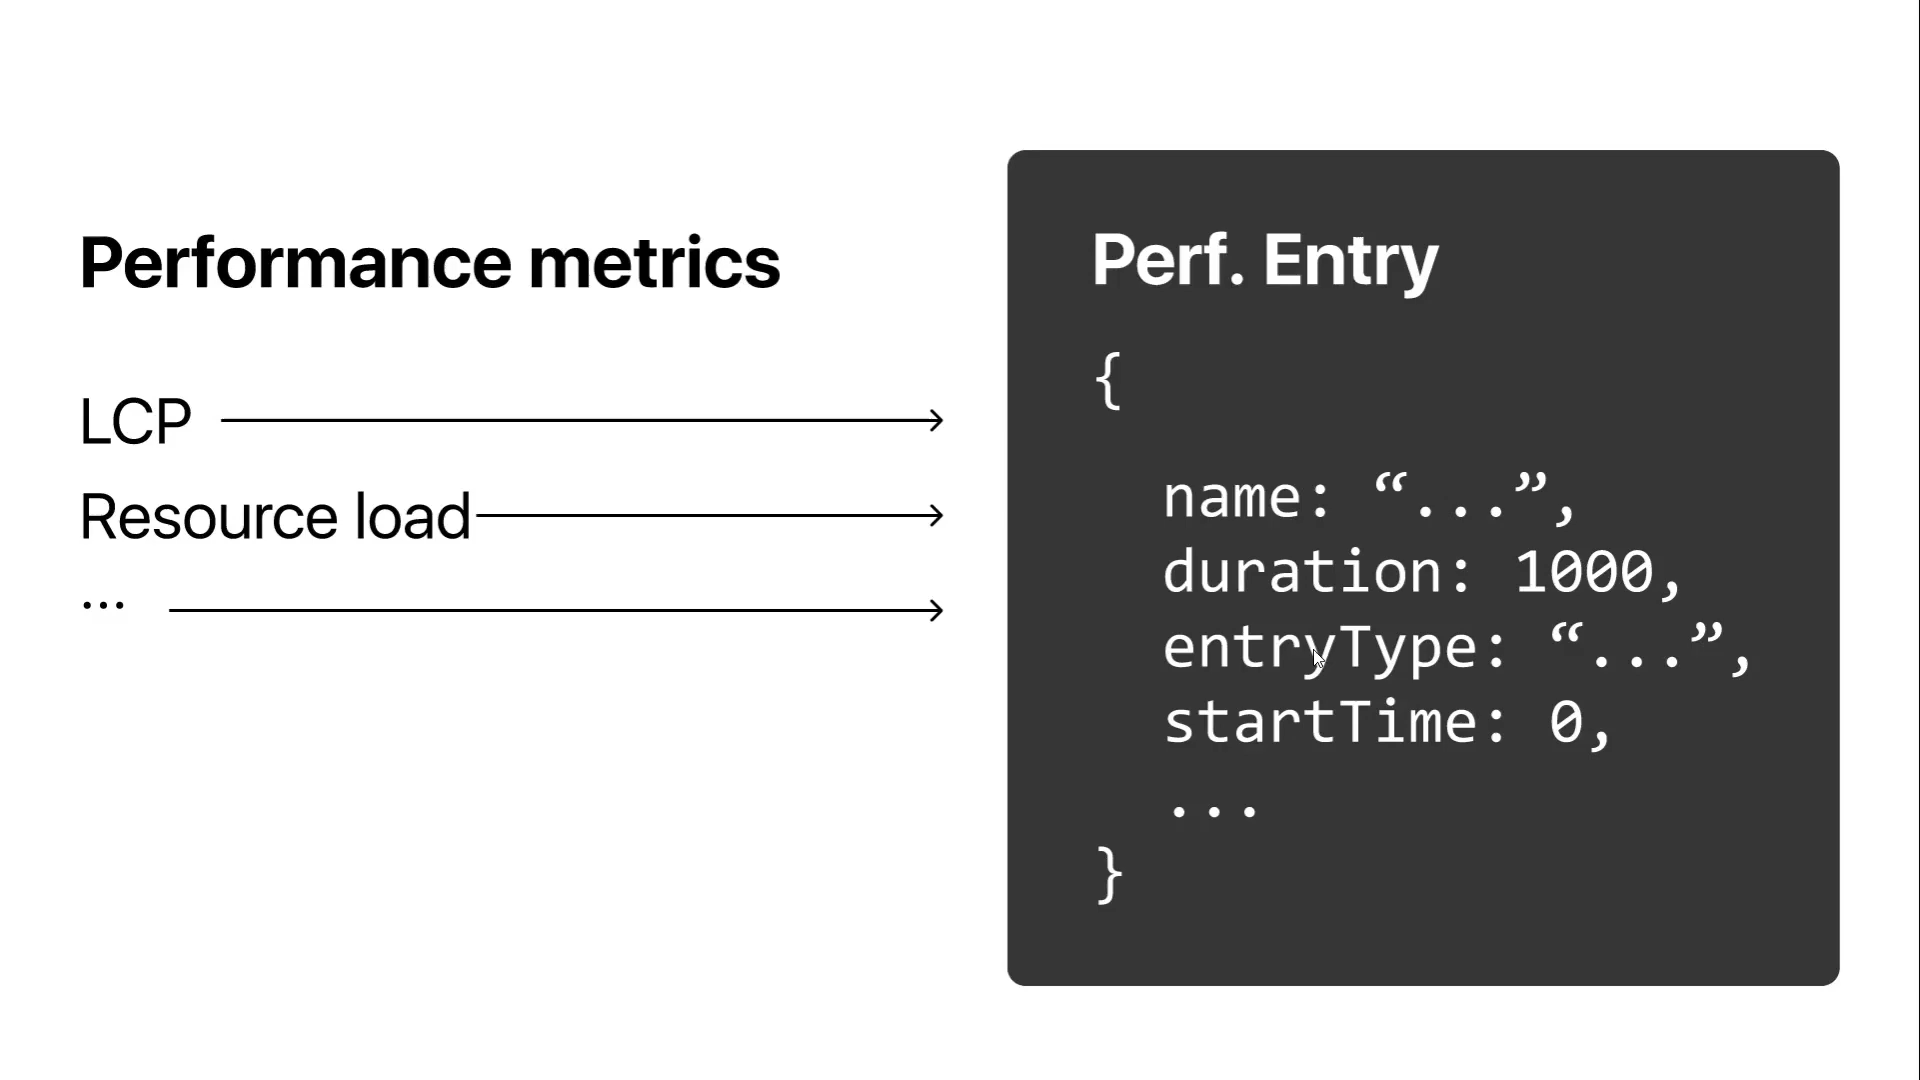 Performance metrics
LCP
Resource load
...
Perf. Entry
{
name: “...”,
duration: 1000,
entryType: “...”,
startTime: 0,
...
}